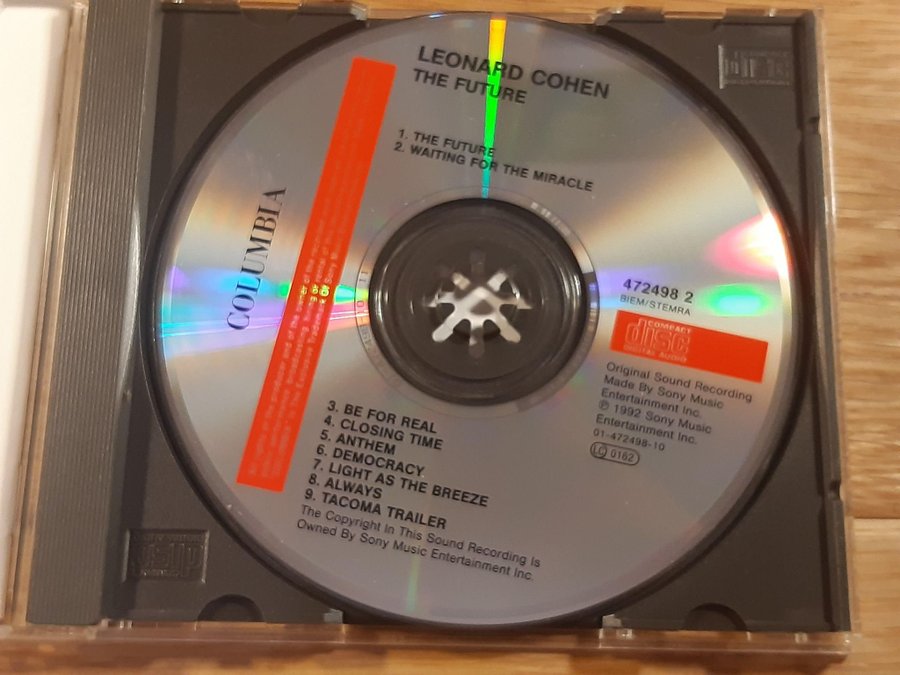 LEONARD COHEN
THE FUTURE
1. THE FUTURE
2. WAITING FOR THE MIRACLE
COLUMBIA
472498 2
BIEM/STEMRA
COMPACT
disc
DIGITAL AUDIO
Original Sound Recording
Made By Sony Music
Entertainment Inc.
℗ 1992 Sony Music
Entertainment Inc.
01-472498-10
LC 0162
3. BE FOR REAL
4. CLOSING TIME
5. ANTHEM
6. DEMOCRACY
7. LIGHT AS THE BREEZE
8. ALWAYS
9. TACOMA TRAILER
The Copyright In This Sound Recording Is
Owned By Sony Music Entertainment Inc.